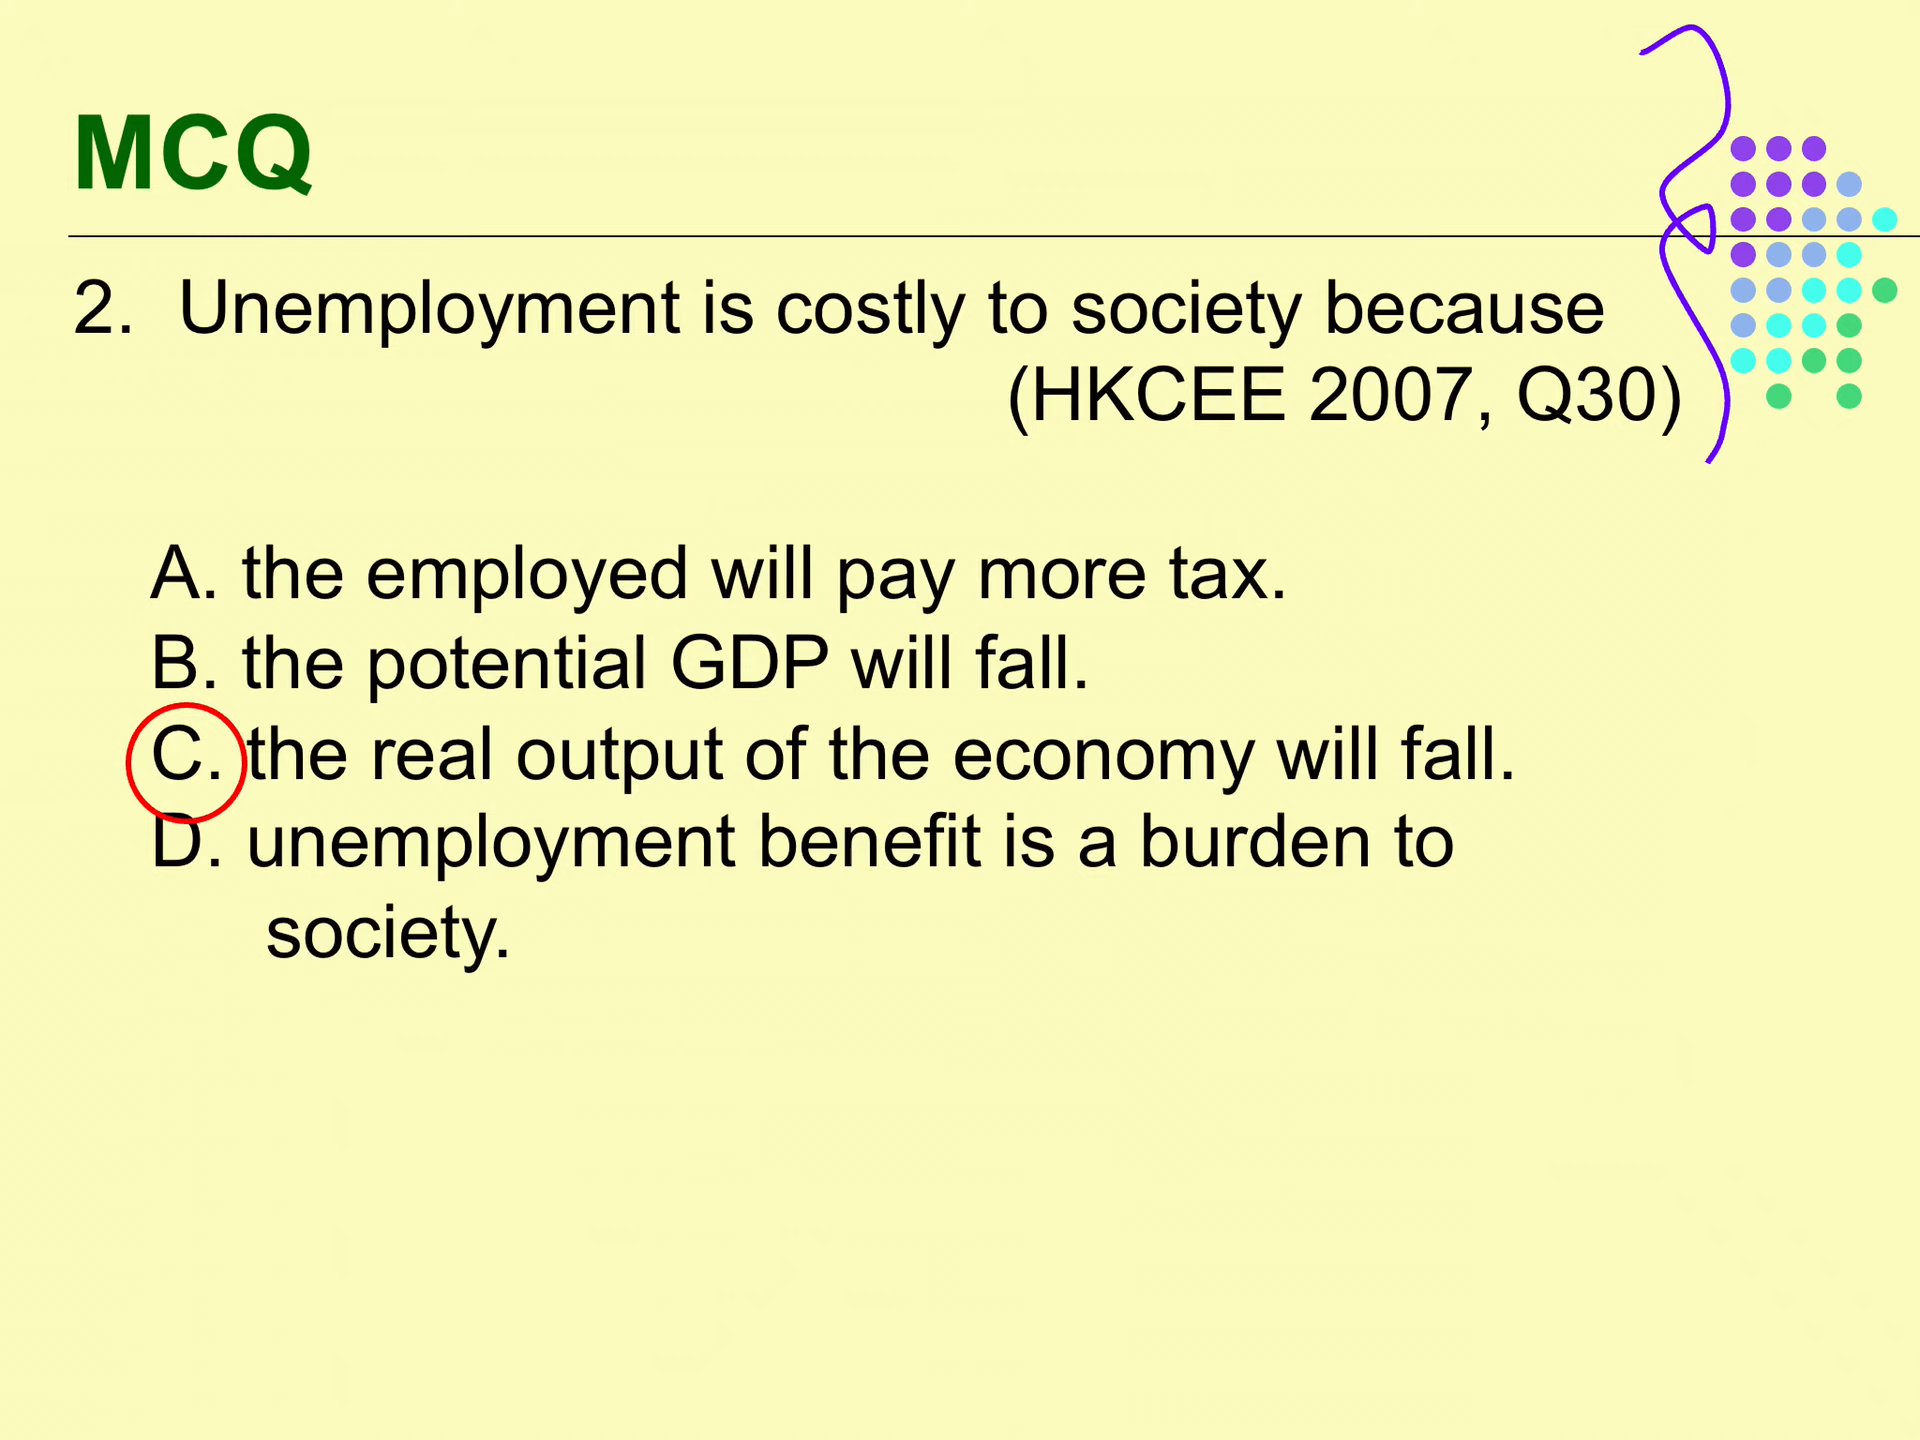 MCQ
2. Unemployment is costly to society because
(HKCEE 2007, Q30)
A. the employed will pay more tax.
B. the potential GDP will fall.
C. the real output of the economy will fall.
D. unemployment benefit is a burden to
society.